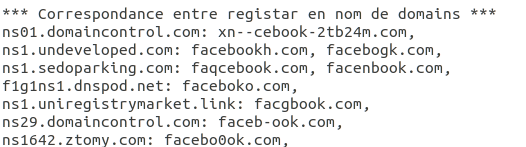 *** Correspondance entre registar en nom de domains ***
ns01.domaincontrol.com: xn--cebook-2tb24m.com,
ns1.undeveloped.com: facebookh.com, facebogk.com,
ns1.sedoparking.com: faqcebook.com, facenbook.com,
f1g1ns1.dnspod.net: faceboko.com,
ns1.uniregistrymarket.link: facgbook.com,
ns29.domaincontrol.com: faceb-ook.com,
ns1642.ztomy.com: facebo0ok.com,